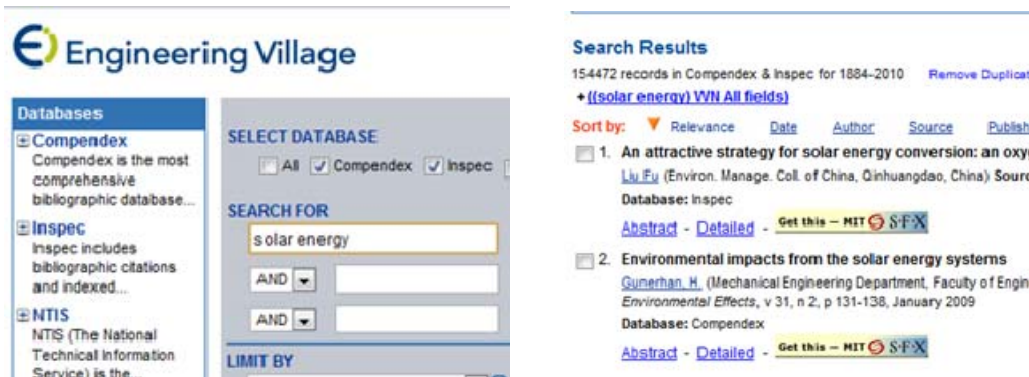 Engineering Village
Databases
Compendex
Compendex is the most
comprehensive
bibliographic database...
Inspec
Inspec includes
bibliographic citations
and indexed...
NTIS
NTIS (The National
Technical Information
Service) is the...
SELECT DATABASE
All Compendex Inspec
SEARCH FOR
solar energy
AND
AND
LIMIT BY
Search Results
154472 records in Compendex & Inspec for 1884-2010 Remove Duplicat
+((solar energy) WN All fields)
Sort by: Relevance Date Author Source Publish
1. An attractive strategy for solar energy conversion: an oxy
Liu Fu (Environ. Manage. Coll. of China, Qinhuangdao, China) Sourc
Database: Inspec
Abstract - Detailed - Get this - MIT S·F·X
2. Environmental impacts from the solar energy systems
Gunerhan, H. (Mechanical Engineering Department, Faculty of Engin
Environmental Effects, v 31, n 2, p 131-138, January 2009
Database: Compendex
Abstract - Detailed - Get this - MIT S·F·X